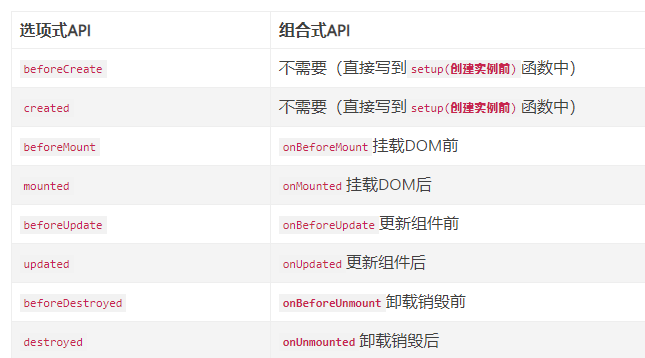 选项式API 组合式API
beforeCreate 不需要（直接写到 setup(创建实例前) 函数中）
created 不需要（直接写到 setup(创建实例前) 函数中）
beforeMount onBeforeMount 挂载DOM前
mounted onMounted 挂载DOM后
beforeUpdate onBeforeUpdate 更新组件前
updated onUpdated 更新组件后
beforeDestroyed onBeforeUnmount 卸载销毁前
destroyed onUnmounted 卸载销毁后